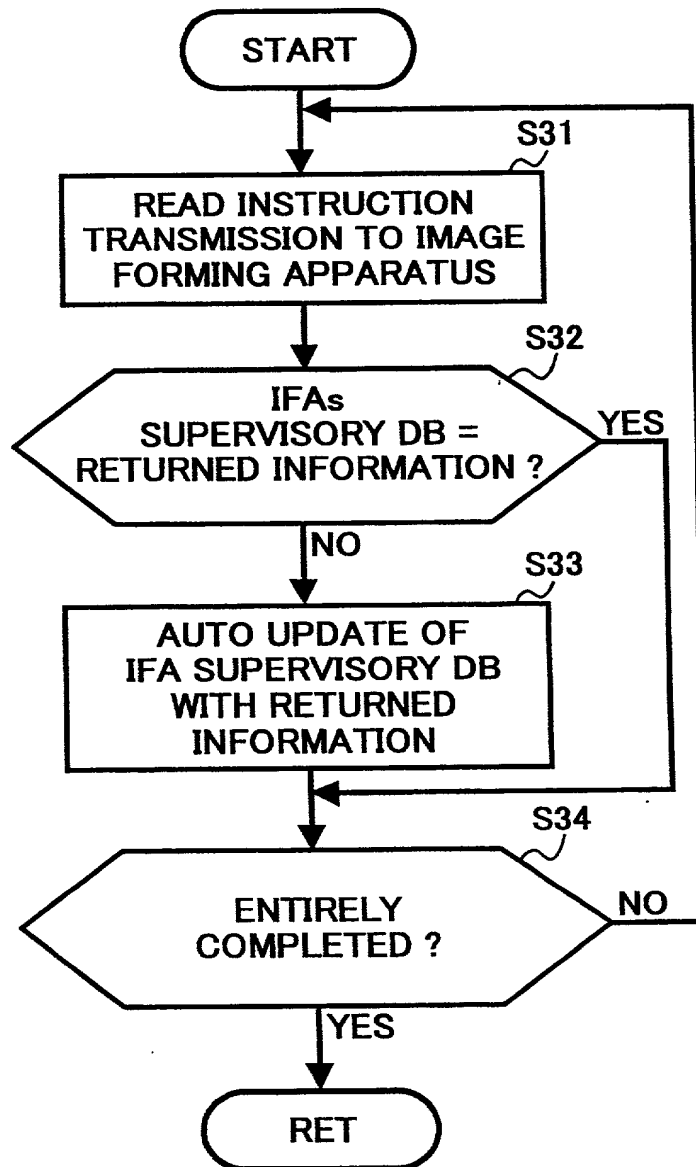 START
S31
READ INSTRUCTION
TRANSMISSION TO IMAGE
FORMING APPARATUS
S32
IFAs
SUPERVISORY DB =
RETURNED INFORMATION ?
YES
NO
S33
AUTO UPDATE OF
IFA SUPERVISORY DB
WITH RETURNED
INFORMATION
S34
ENTIRELY
COMPLETED ?
NO
YES
RET